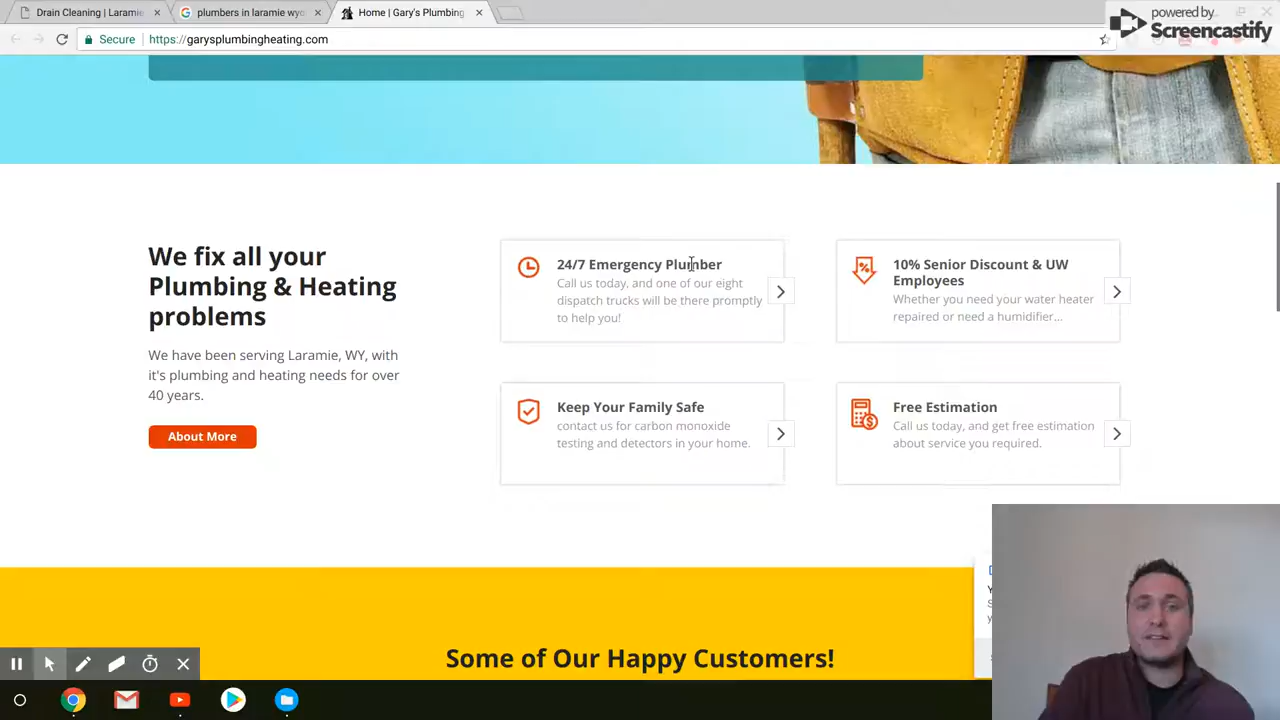 Drain Cleaning | Laramie
plumbers in laramie wyo
Home | Gary's Plumbing
powered by
Screencastify
Secure
https://garysplumbingheating.com
We fix all your
Plumbing & Heating
problems
We have been serving Laramie, WY, with
it's plumbing and heating needs for over
40 years.
About More
24/7 Emergency Plumber
Call us today, and one of our eight
dispatch trucks will be there promptly
to help you!
10% Senior Discount & UW
Employees
Whether you need your water heater
repaired or need a humidifier...
Keep Your Family Safe
contact us for carbon monoxide
testing and detectors in your home.
Free Estimation
Call us today, and get free estimation
about service you required.
Some of Our Happy Customers!